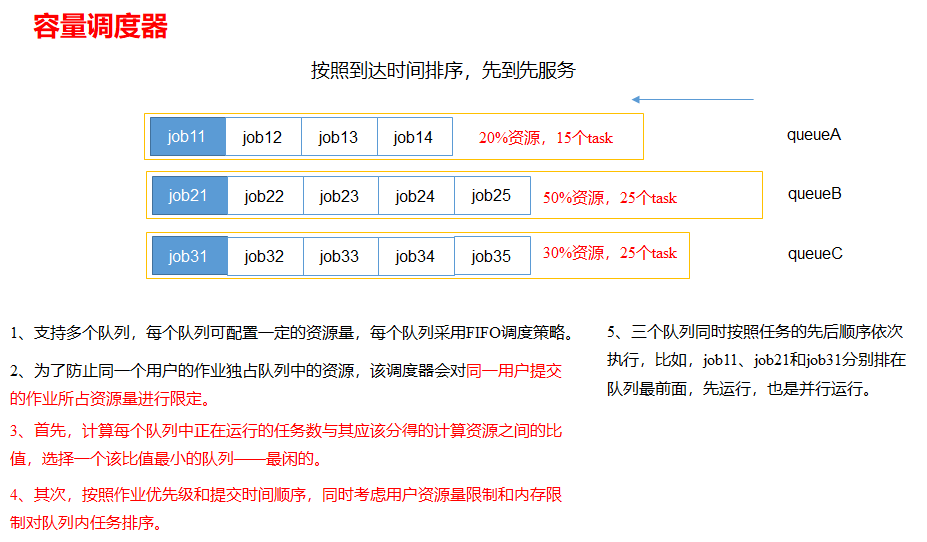 容量调度器
按照到达时间排序，先到先服务
job11 job12 job13 job14 20%资源，15个task queueA
job21 job22 job23 job24 job25 50%资源，25个task queueB
job31 job32 job33 job34 job35 30%资源，25个task queueC
1、支持多个队列，每个队列可配置一定的资源量，每个队列采用FIFO调度策略。
2、为了防止同一个用户的作业独占队列中的资源，该调度器会对同一用户提交
的作业所占资源量进行限定。
3、首先，计算每个队列中正在运行的任务数与其应该分得的计算资源之间的比
值，选择一个该比值最小的队列——最闲的。
4、其次，按照作业优先级和提交时间顺序，同时考虑用户资源量限制和内存限
制对队列内任务排序。
5、三个队列同时按照任务的先后顺序依次
执行，比如，job11、job21和job31分别排在
队列最前面，先运行，也是并行运行。